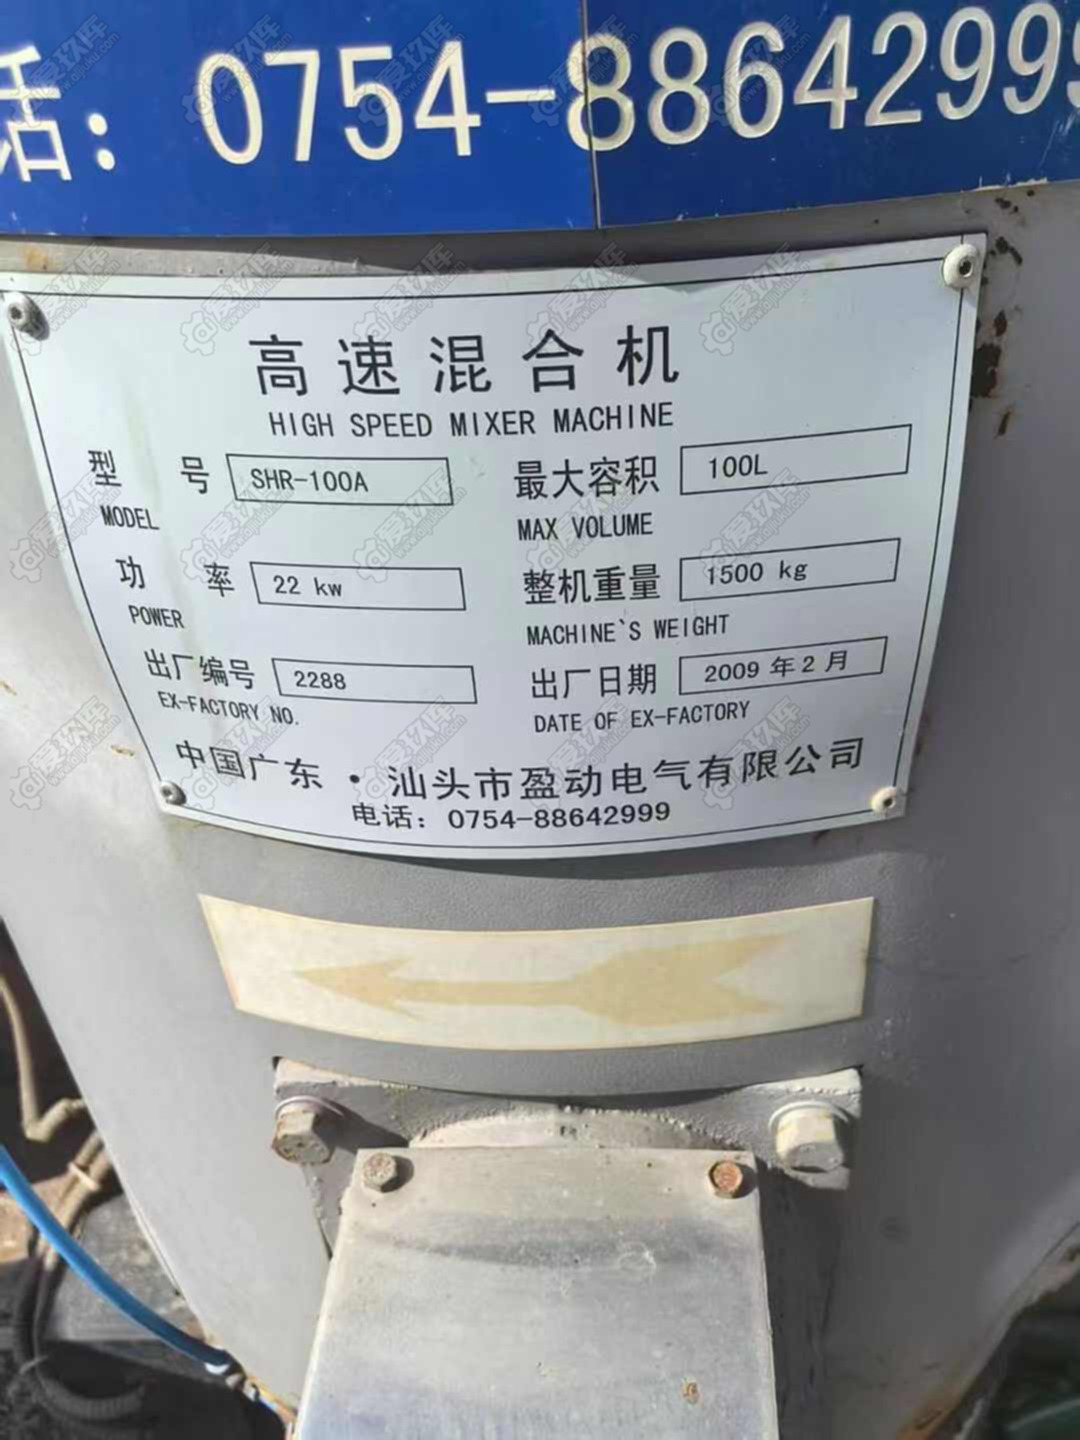 话：0754-88642999
高速混合机
HIGH SPEED MIXER MACHINE
型号 SHR-100A 最大容积 100L
MODEL MAX VOLUME
功率 22 kw 整机重量 1500 kg
POWER MACHINE`S WEIGHT
出厂编号 2288 出厂日期 2009 年 2 月
EX-FACTORY NO. DATE OF EX-FACTORY
中国广东·汕头市盈动电气有限公司
电话：0754-88642999